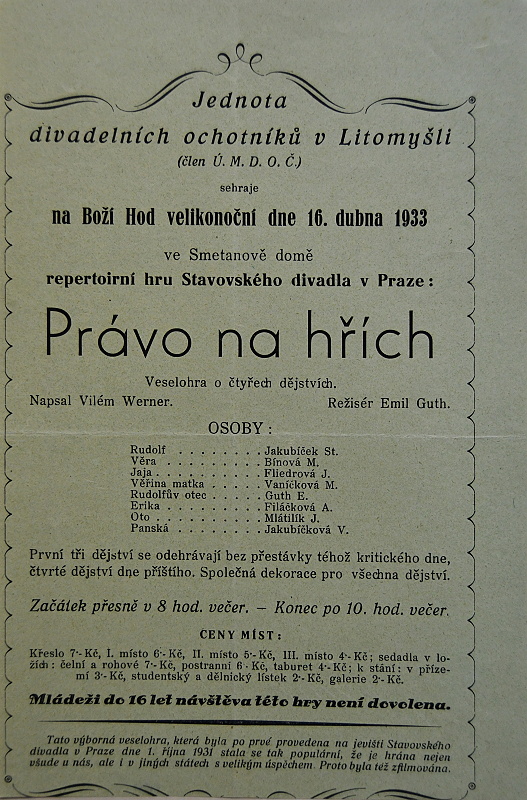 Jednota
divadelních ochotníků v Litomyšli
(člen Ú. M. D. O. Č.)
sehraje
na Boží Hod velikonoční dne 16. dubna 1933
ve Smetanově domě
repertoirní hru Stavovského divadla v Praze:
Právo na hřích
Veselohra o čtyřech dějstvích.
Napsal Vilém Werner. Režisér Emil Guth.
OSOBY:
Rudolf . . . . . . . . Jakubíček St.
Věra . . . . . . . . . Bínová M.
Jaja . . . . . . . . . Fliedrová J.
Věřina matka . . . . . Vaníčková M.
Rudolfův otec . . . . . Guth E.
Erika . . . . . . . . . Filáčková A.
Oto . . . . . . . . . . Mlátilík J.
Panská . . . . . . . . Jakubíčková V.
První tři dějství se odehrávají bez přestávky téhož kritického dne,
čtvrté dějství dne příštího. Společná dekorace pro všechna dějství.
Začátek přesně v 8 hod. večer. — Konec po 10. hod. večer.
CENY MÍST:
Křeslo 7·- Kč, I. místo 6·- Kč, II. místo 5·- Kč, III. místo 4·- Kč; sedadla v lo-
žích: čelní a rohové 7·- Kč, postranní 6·- Kč, taburet 4·- Kč; k stání: v příze-
mí 3·- Kč, studentský a dělnický lístek 2·- Kč, galerie 2·- Kč.
Mládeži do 16 let návštěva této hry není dovolena.
Tato výborná veselohra, která byla po prvé provedena na jevišti Stavovského
divadla v Praze dne 1. října 1931 stala se tak populární, že je hrána nejen
všude u nás, ale i v jiných státech s velikým úspěchem. Proto byla též zfilmována.